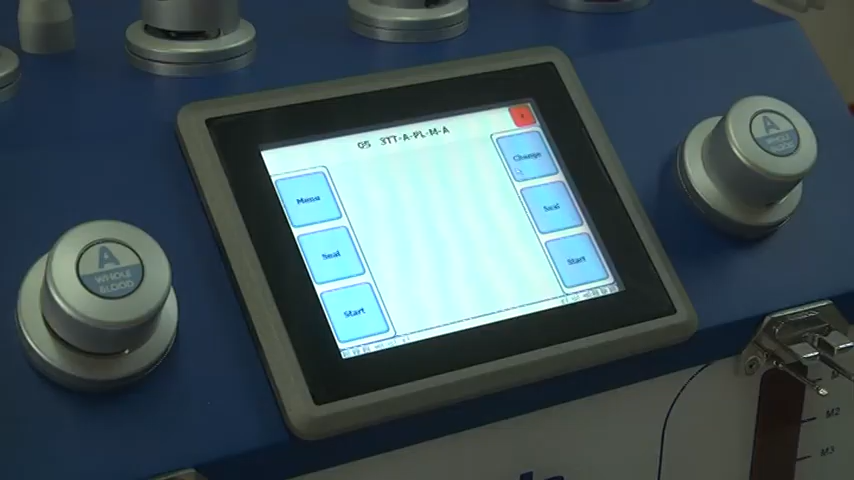 05 3TT-A-PL-M-A
Change
Menu
Seal
Seal
Start
Start
A
WHOLE
BLOOD
A
WHOLE
BLOOD
M2
M3